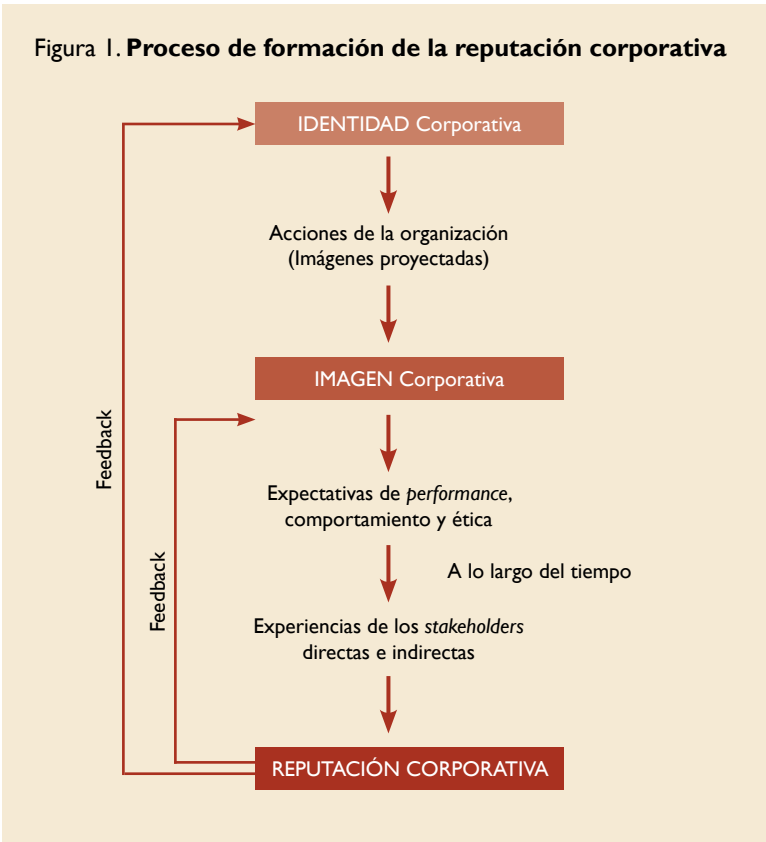 Figura 1. Proceso de formación de la reputación corporativa
IDENTIDAD Corporativa
Acciones de la organización
(Imágenes proyectadas)
IMAGEN Corporativa
Feedback
Expectativas de performance,
comportamiento y ética
A lo largo del tiempo
Feedback
Experiencias de los stakeholders
directas e indirectas
REPUTACIÓN CORPORATIVA